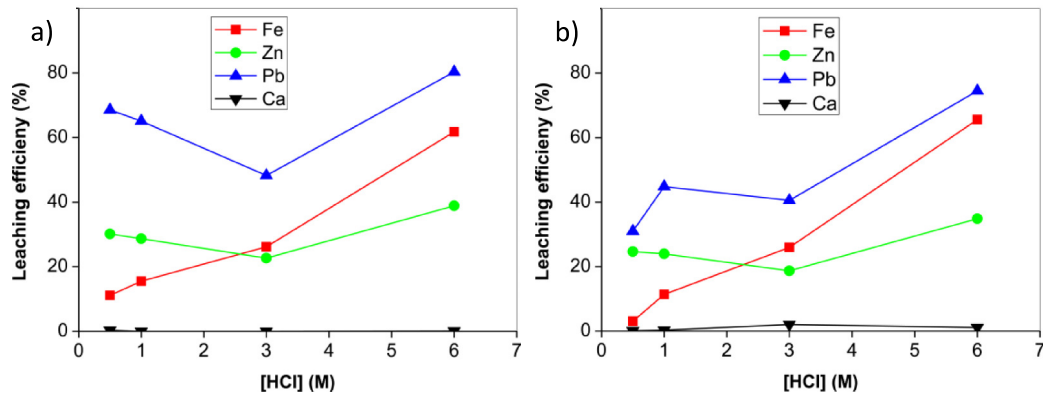 a)
Fe
Zn
Pb
Ca
80
60
40
20
0
0 1 2 3 4 5 6 7
Leaching efficieny (%)
[HCl] (M)
b)
Fe
Zn
Pb
Ca
80
60
40
20
0
0 1 2 3 4 5 6 7
Leaching efficieny (%)
[HCl] (M)